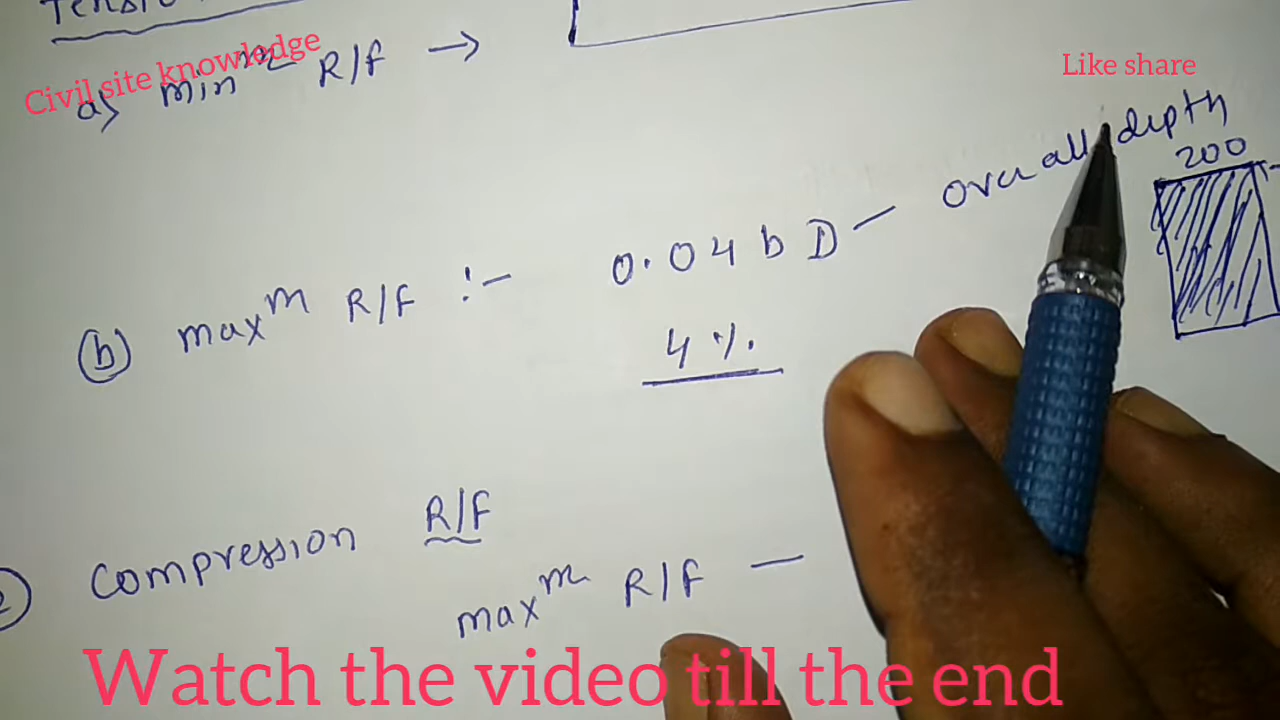 Civil site knowledge
Like share
a) min^m R/F →
overall depth
200
(b) max^m R/F :- 0.04 b D —
4 %
Compression R/F
max^m R/F —
Watch the video till the end